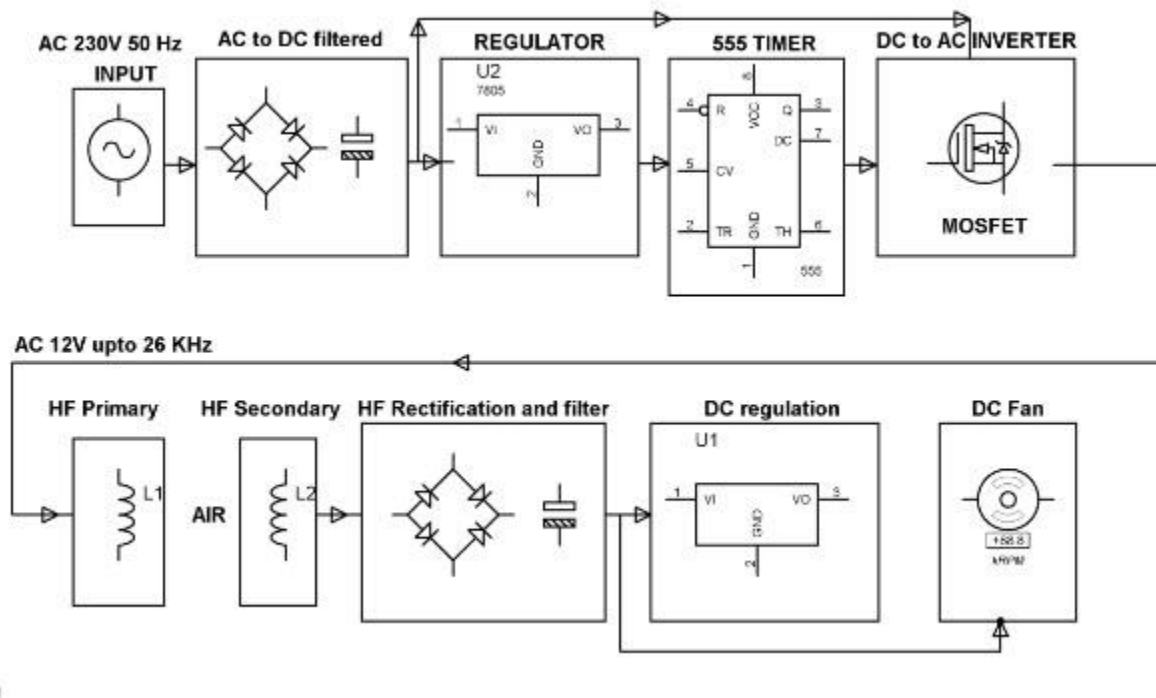 AC 230V 50 Hz
INPUT
AC to DC filtered
REGULATOR
U2
7805
1
VI
VO
3
GND
2
555 TIMER
8
4
R
VCC
Q
3
DC
7
5
CV
2
TR
GND
TH
6
1
555
DC to AC INVERTER
MOSFET
AC 12V upto 26 KHz
HF Primary
L1
AIR
HF Secondary
L2
HF Rectification and filter
DC regulation
U1
1
VI
VO
3
GND
2
DC Fan
+88.8
kRPM